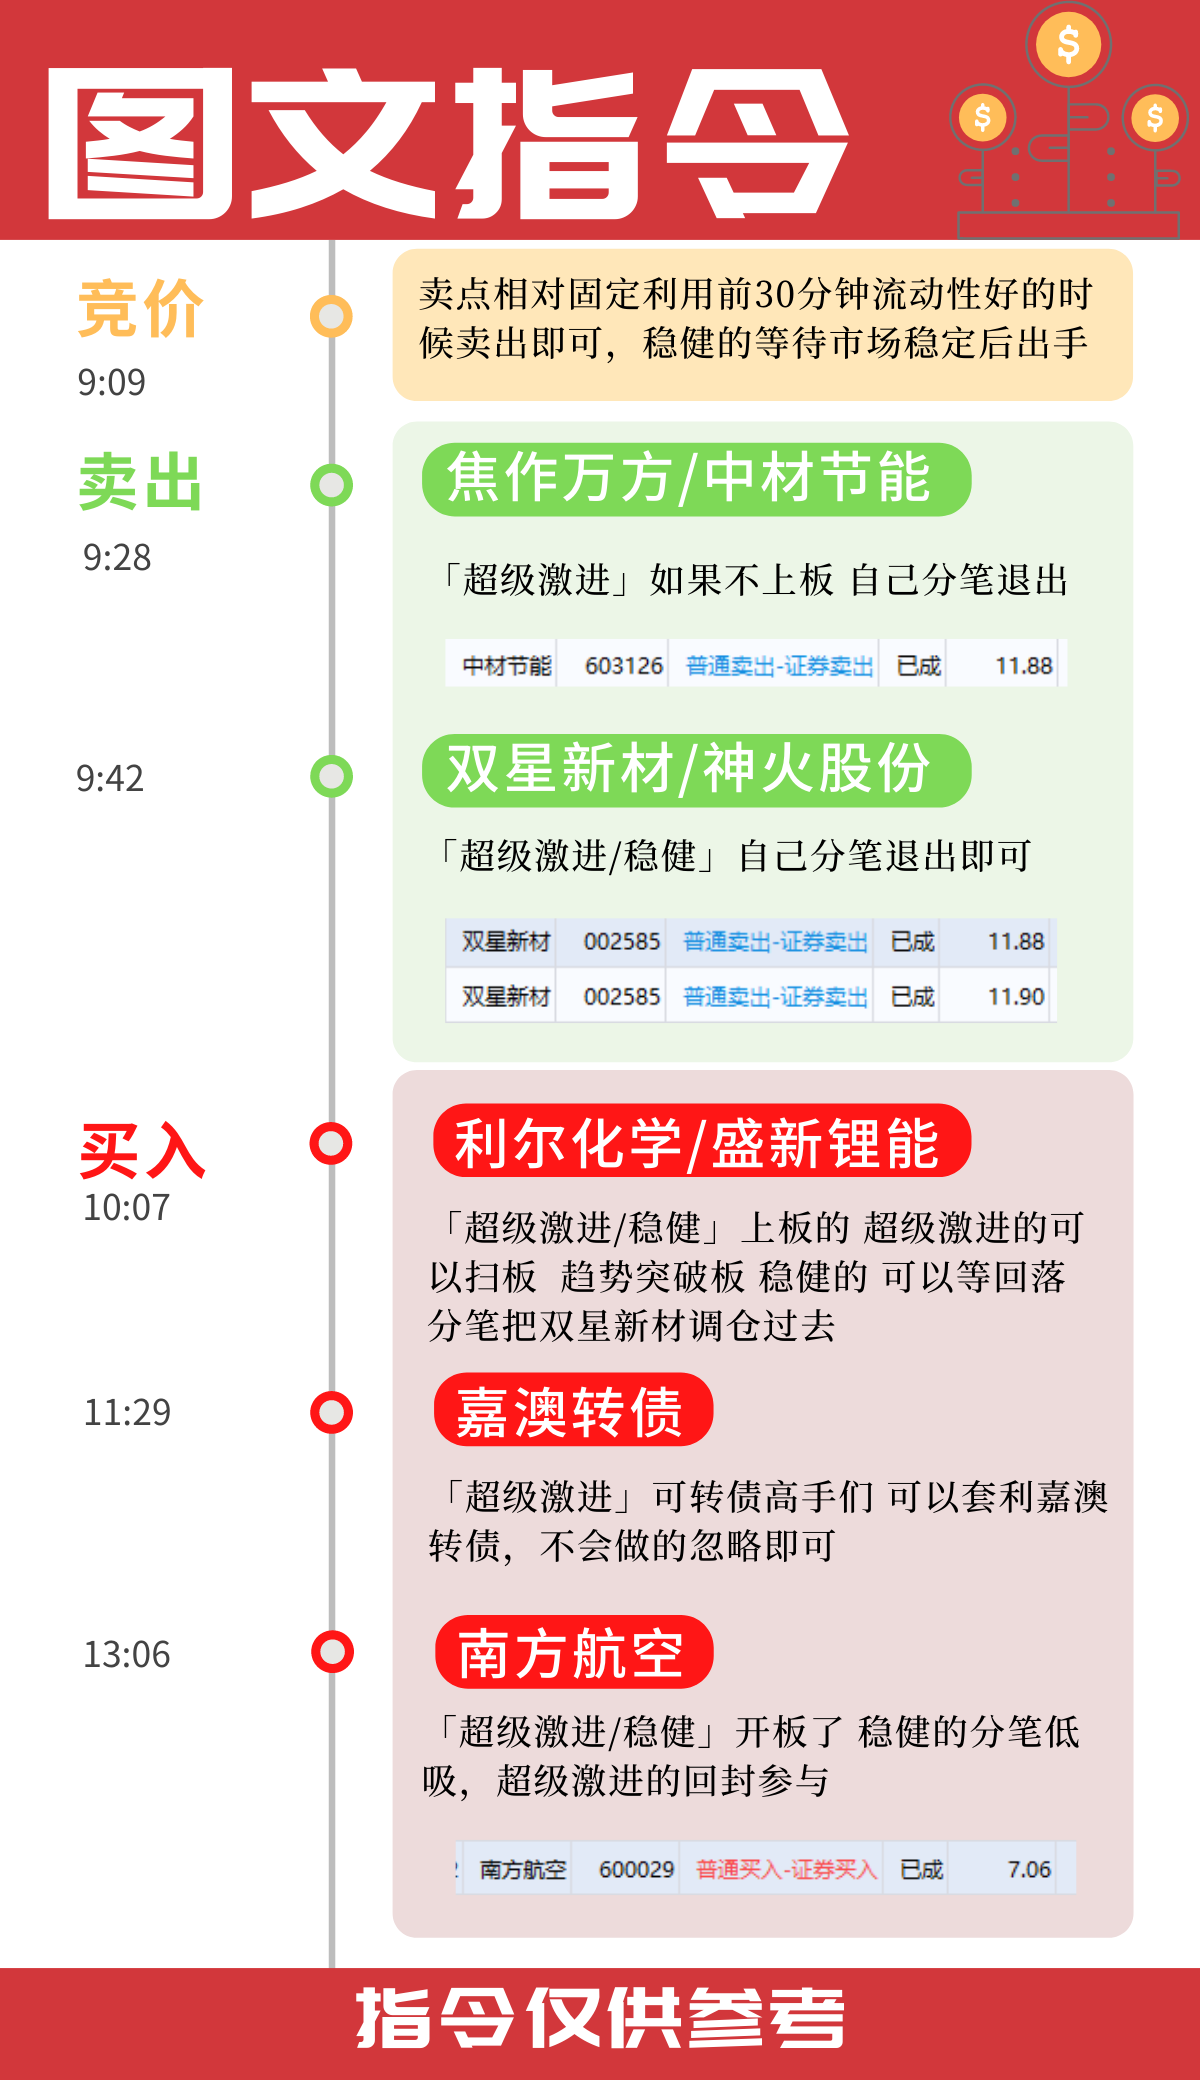 图文指令
竞价
9:09
卖点相对固定利用前30分钟流动性好的时
候卖出即可，稳健的等待市场稳定后出手
卖出
9:28
焦作万方/中材节能
「超级激进」如果不上板 自己分笔退出
中材节能 603126 普通卖出-证券卖出 已成 11.88
9:42
双星新材/神火股份
「超级激进/稳健」自己分笔退出即可
双星新材 002585 普通卖出-证券卖出 已成 11.88
双星新材 002585 普通卖出-证券卖出 已成 11.90
买入
10:07
利尔化学/盛新锂能
「超级激进/稳健」上板的 超级激进的可
以扫板 趋势突破板 稳健的 可以等回落
分笔把双星新材调仓过去
11:29
嘉澳转债
「超级激进」可转债高手们 可以套利嘉澳
转债，不会做的忽略即可
13:06
南方航空
「超级激进/稳健」开板了 稳健的分笔低
吸，超级激进的回封参与
南方航空 600029 普通买入-证券买入 已成 7.06
指令仅供参考